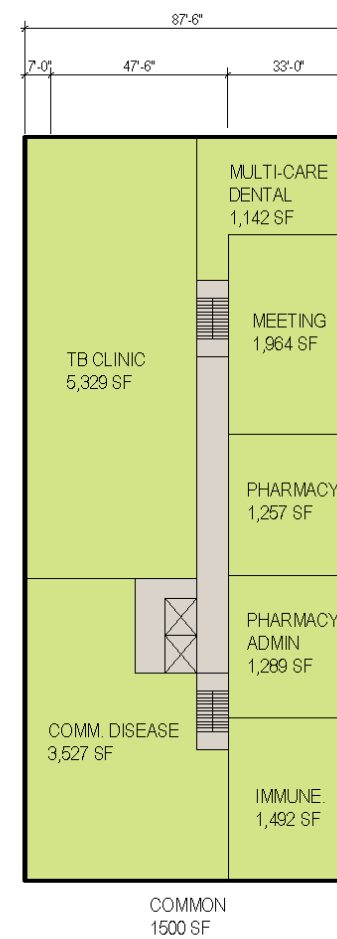 87'-6"
7'-0"
47'-6"
33'-0"
MULTI-CARE
DENTAL
1,142 SF
MEETING
1,964 SF
TB CLINIC
5,329 SF
PHARMACY
1,257 SF
PHARMACY
ADMIN
1,289 SF
COMM. DISEASE
3,527 SF
IMMUNE.
1,492 SF
COMMON
1500 SF